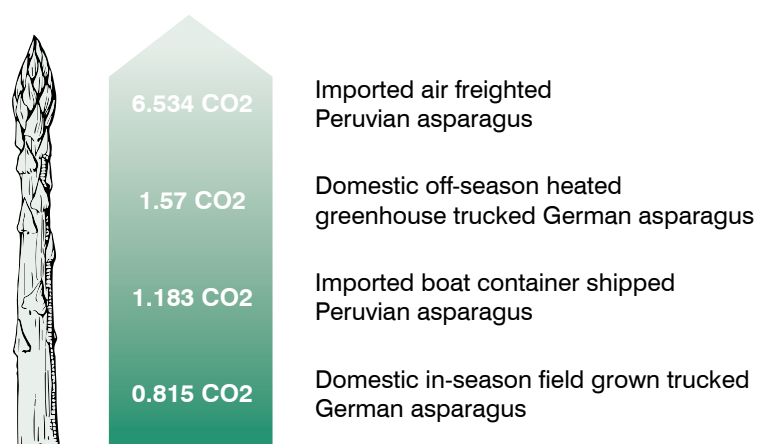 6.534 CO2
Imported air freighted
Peruvian asparagus
1.57 CO2
Domestic off-season heated
greenhouse trucked German asparagus
1.183 CO2
Imported boat container shipped
Peruvian asparagus
0.815 CO2
Domestic in-season field grown trucked
German asparagus